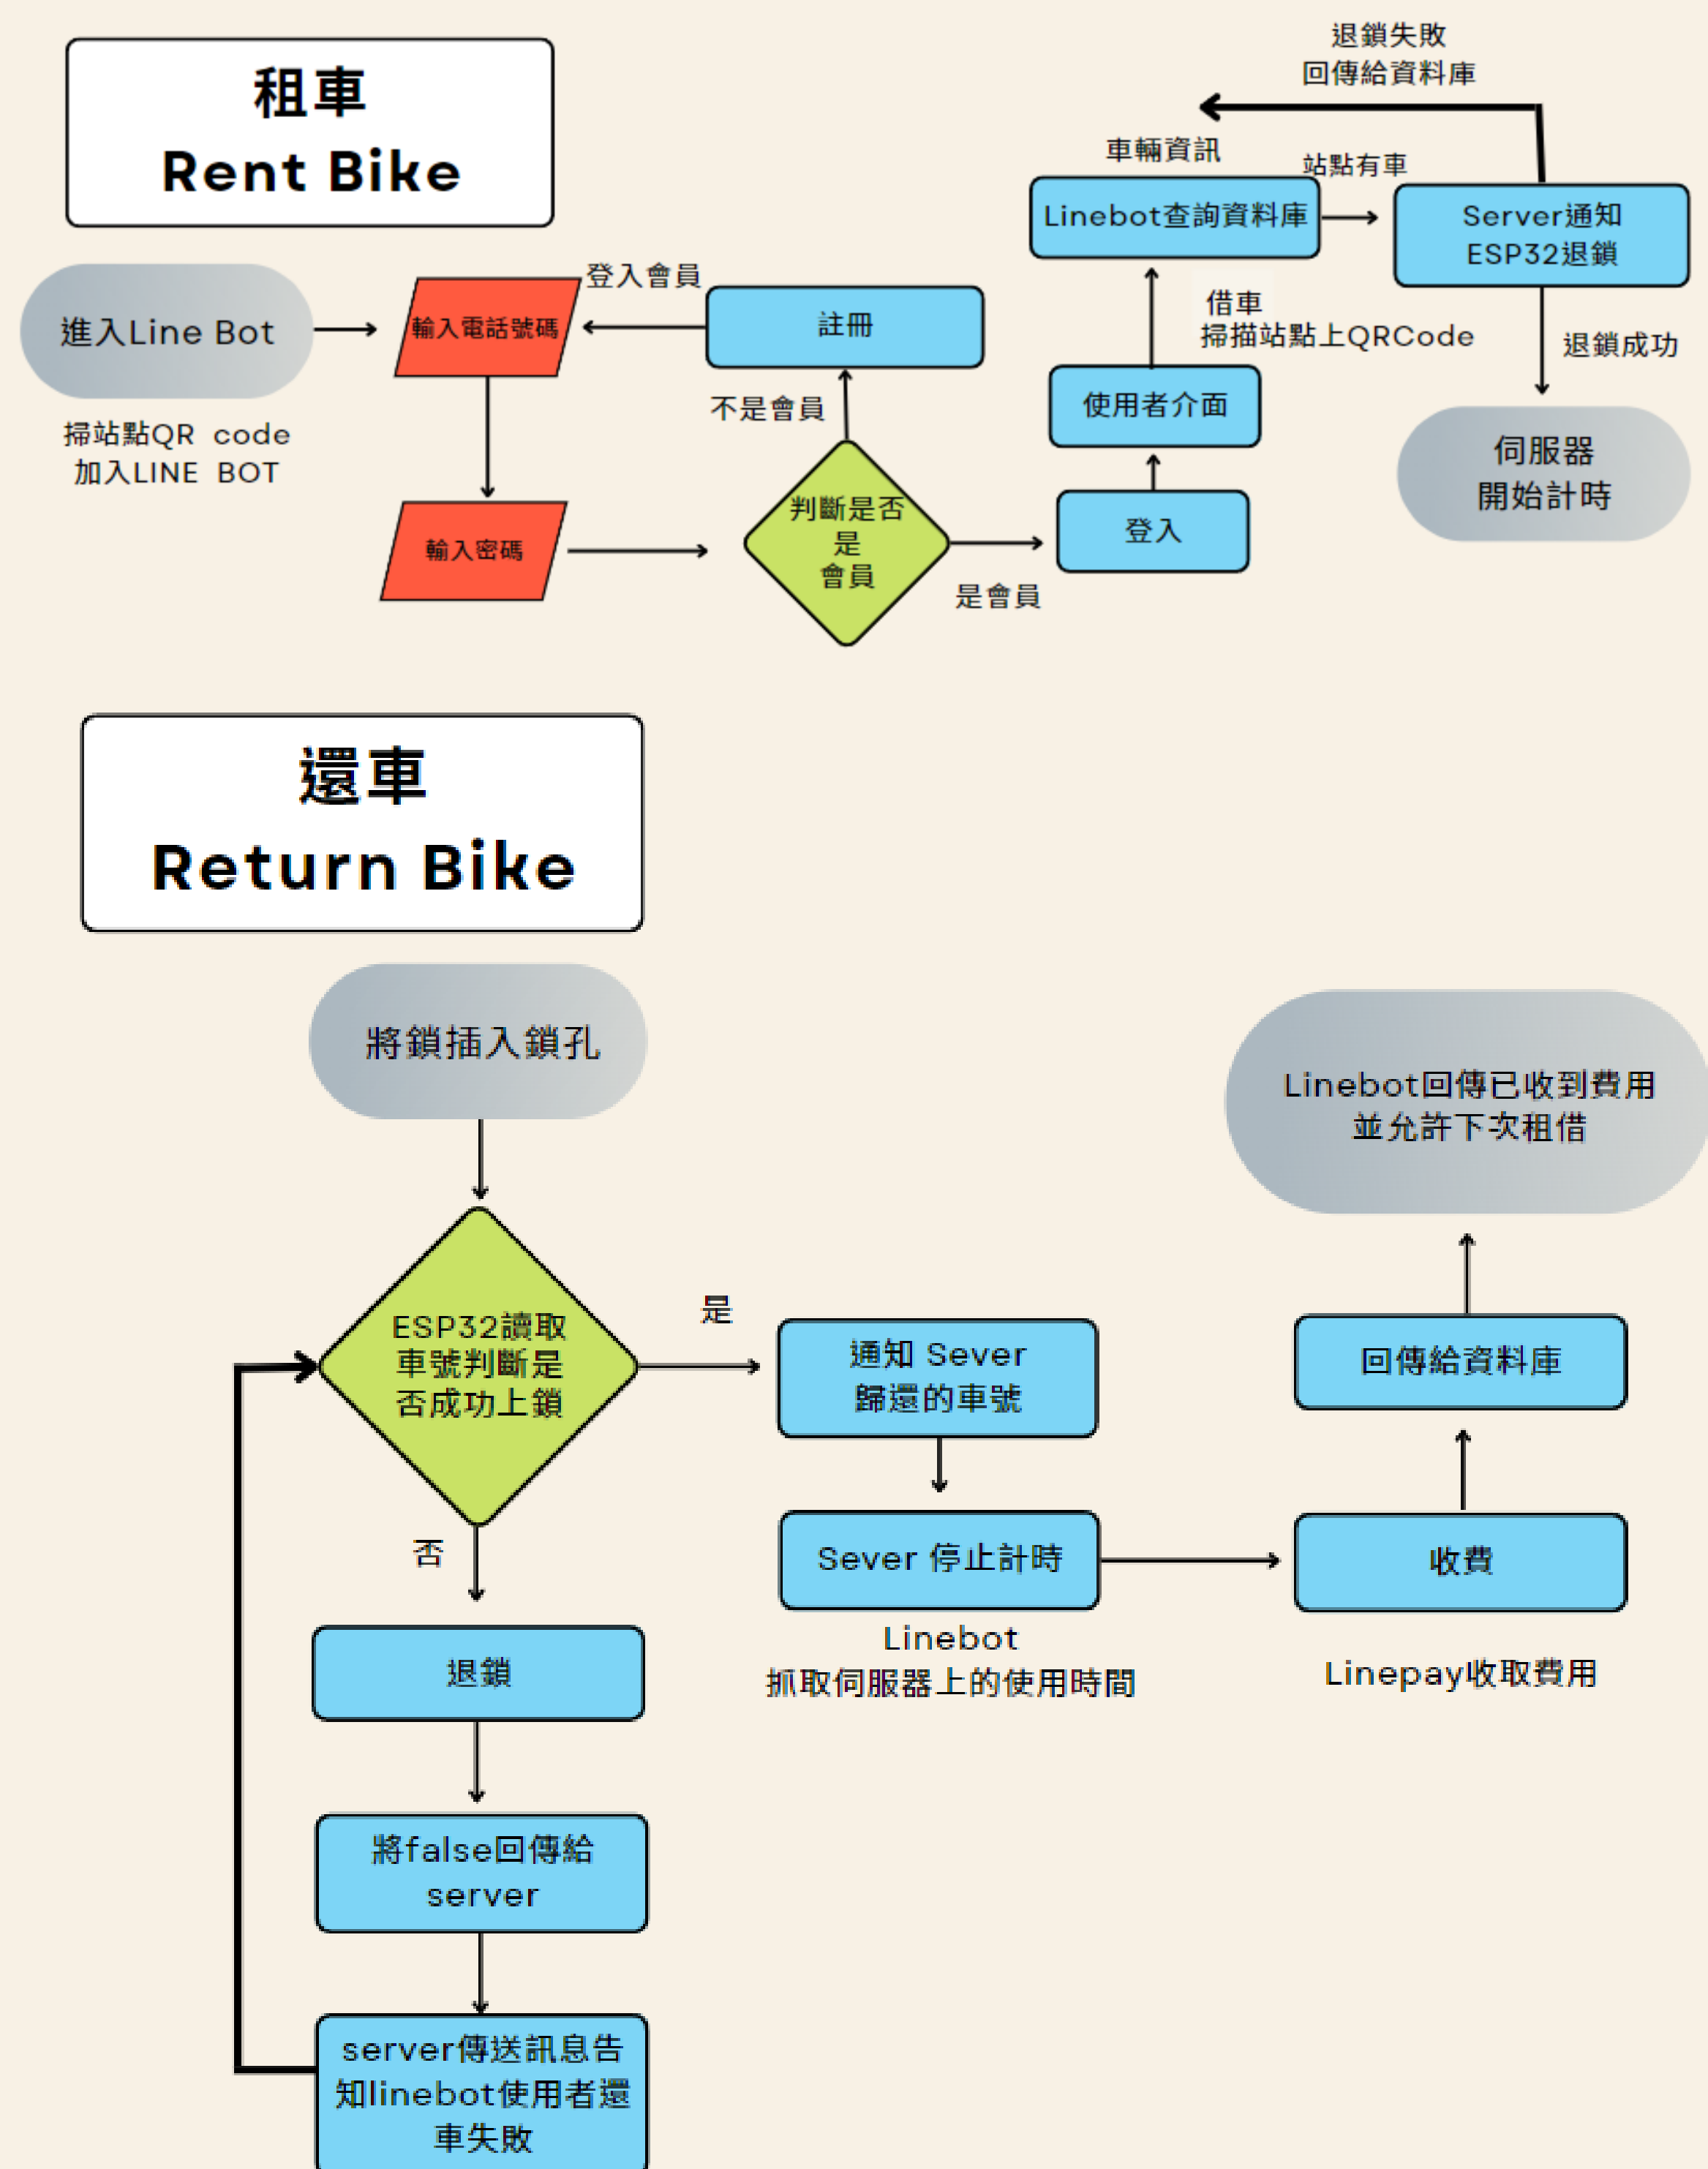 租車
Rent Bike
進入Line Bot
掃站點QR code
加入LINE BOT
輸入電話號碼
登入會員
註冊
不是會員
輸入密碼
判斷是否
是
會員
是會員
登入
使用者介面
借車
掃描站點上QRCode
車輛資訊
Linebot查詢資料庫
站點有車
退鎖失敗
回傳給資料庫
Server通知
ESP32退鎖
退鎖成功
伺服器
開始計時
還車
Return Bike
將鎖插入鎖孔
ESP32讀取
車號判斷是
否成功上鎖
是
通知 Sever
歸還的車號
Sever 停止計時
Linebot
抓取伺服器上的使用時間
收費
Linepay收取費用
回傳給資料庫
Linebot回傳已收到費用
並允許下次租借
否
退鎖
將false回傳給
server
server傳送訊息告
知linebot使用者還
車失敗